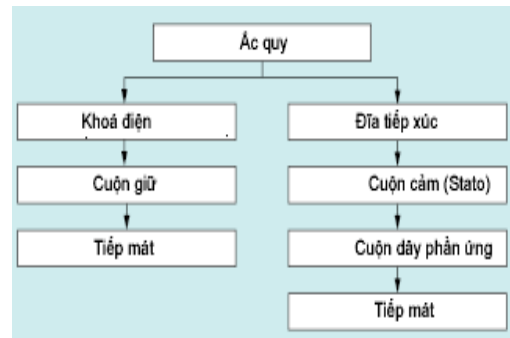 Ắc quy
Khoá điện
Đĩa tiếp xúc
Cuộn giữ
Cuộn cảm (Stato)
Tiếp mát
Cuộn dây phần ứng
Tiếp mát